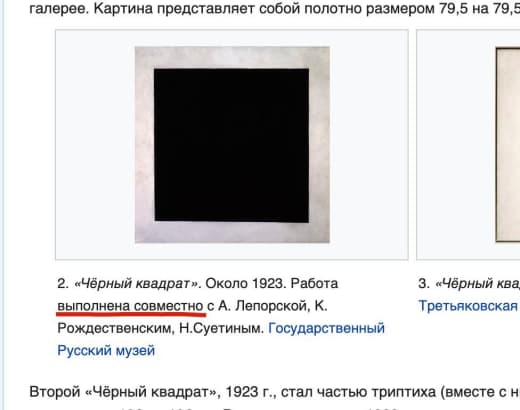 галерее. Картина представляет собой полотно размером 79,5 на 79,5
2. «Чёрный квадрат». Около 1923. Работа
выполнена совместно с А. Лепорской, К.
Рождественским, Н.Суетиным. Государственный
Русский музей
3. «Чёрный ква
Третьяковская
Второй «Чёрный квадрат», 1923 г., стал частью триптиха (вместе с н